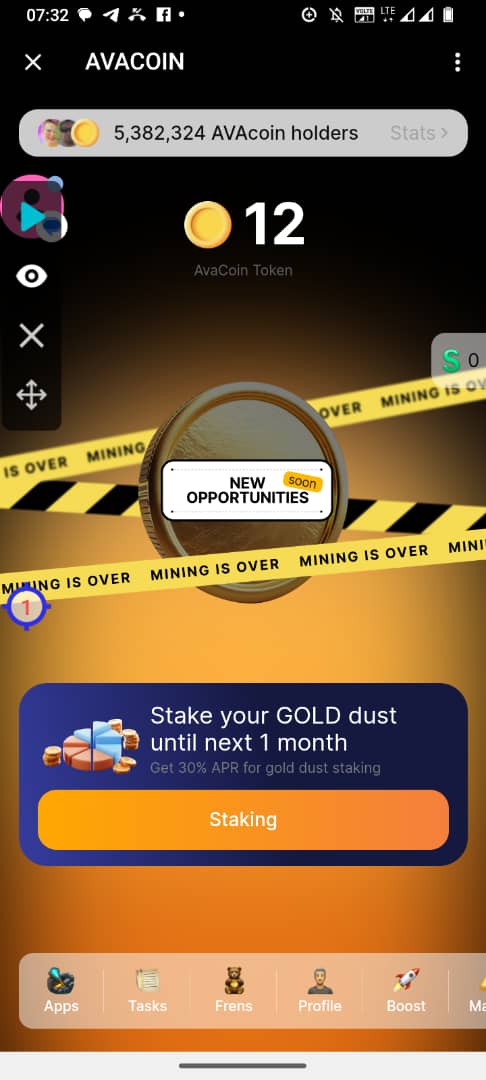 07:32
VOLTE
LTE
AVACOIN
5,382,324 AVAcoin holders Stats
12
AvaCoin Token
S 0
OVER MINING IS OV
IS OVER MINING
NEW soon
OPPORTUNITIES
MINING IS OVER MINING IS OVER MINING IS OVER MINI
1
Stake your GOLD dust
until next 1 month
Get 30% APR for gold dust staking
Staking
Apps Tasks Frens Profile Boost Ma